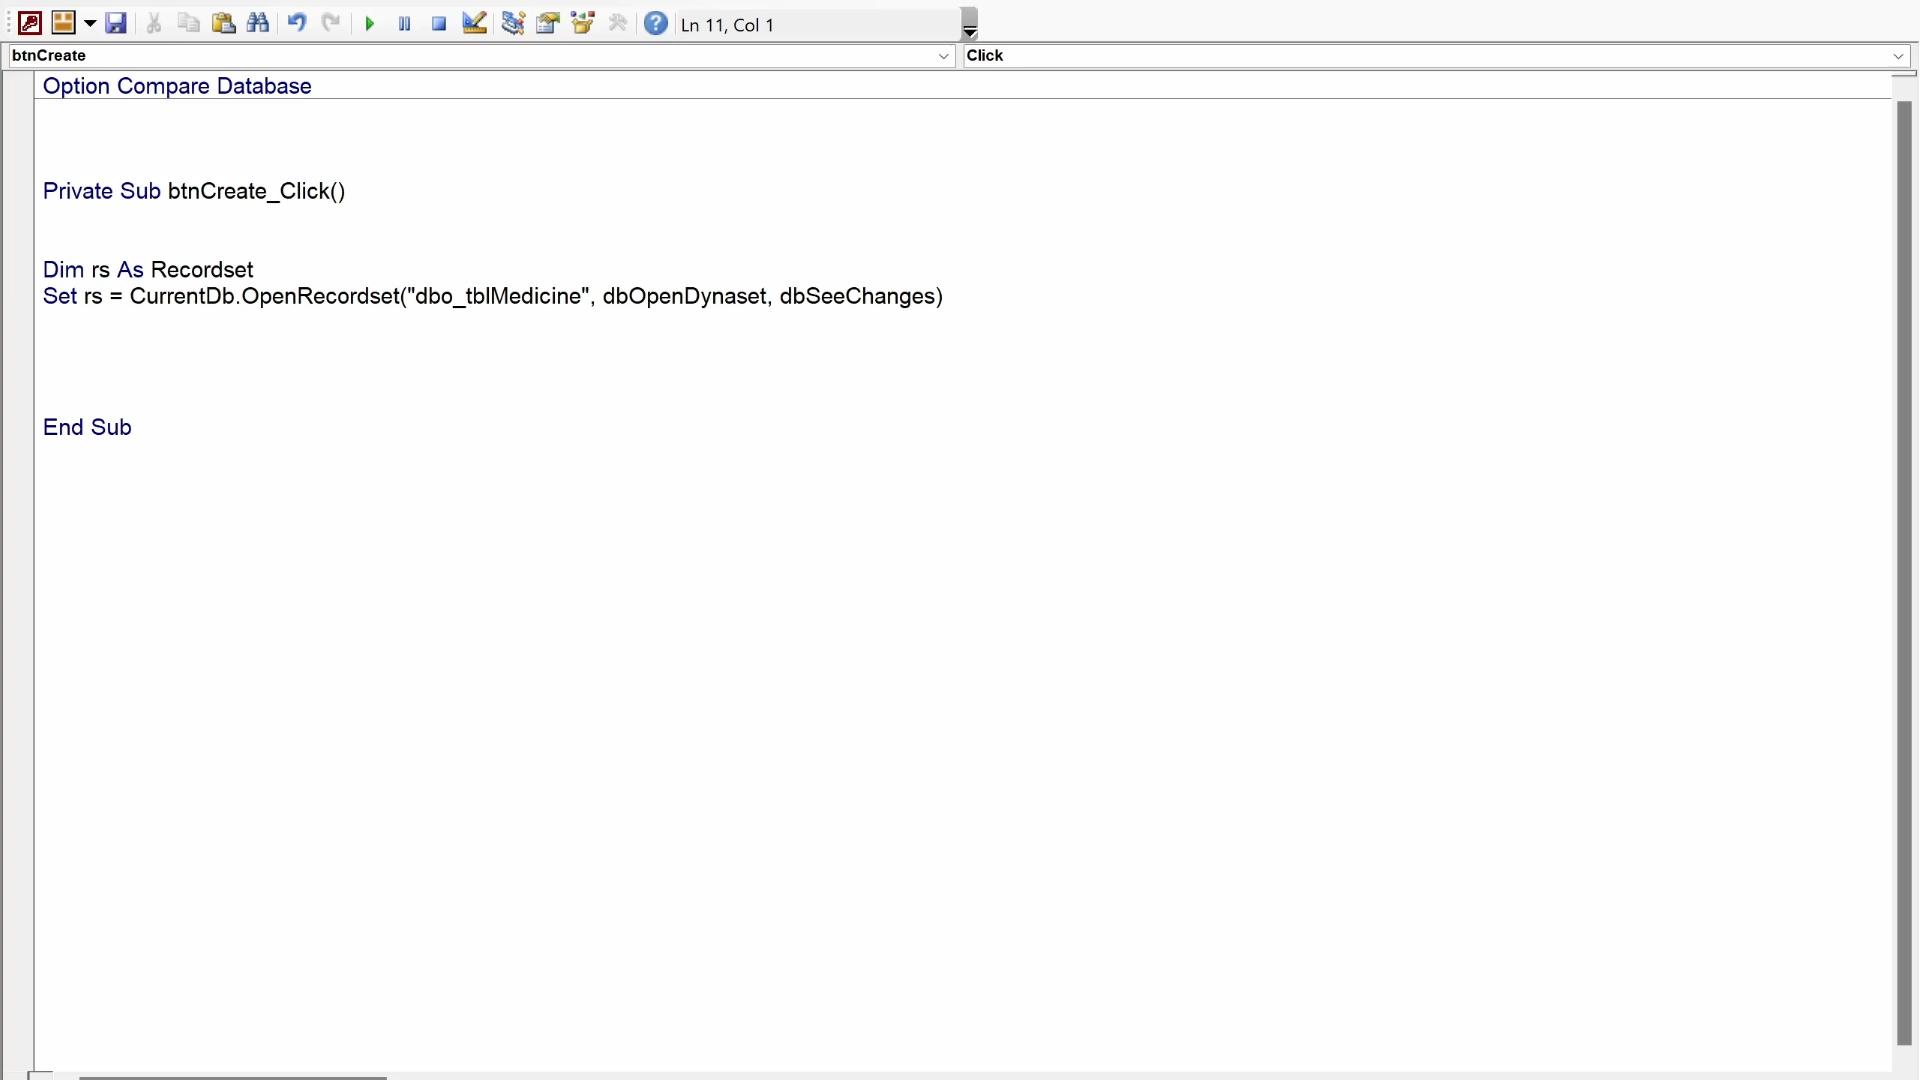 Ln 11, Col 1
btnCreate
Click
Option Compare Database
Private Sub btnCreate_Click()
Dim rs As Recordset
Set rs = CurrentDb.OpenRecordset("dbo_tblMedicine", dbOpenDynaset, dbSeeChanges)
End Sub